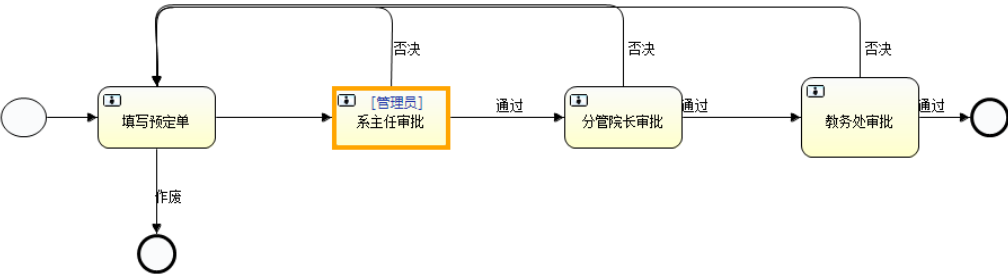 否决
否决
否决
填写预定单
[管理员]
系主任审批
通过
分管院长审批
通过
教务处审批
通过
作废